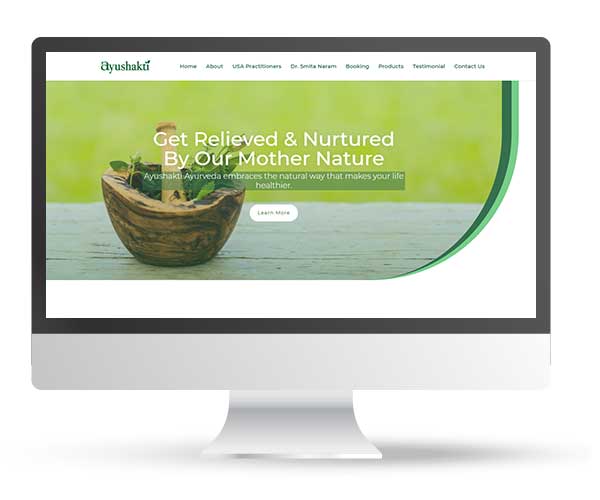 ayushakti
Home About USA Practitioners Dr. Smita Naram Booking Products Testimonial Contact Us
Get Relieved & Nurtured
By Our Mother Nature
Ayushakti Ayurveda embraces the natural way that makes your life
healthier.
Learn More